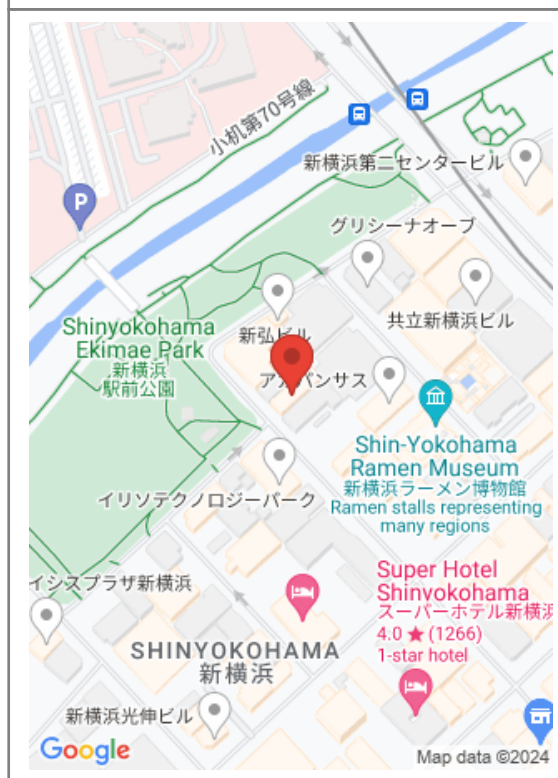 小机第70号線
P
新横浜第二センタービル
グリシーナオーブ
新弘ビル
共立新横浜ビル
Shinyokohama
Ekimae Park
新横浜
駅前公園
Shin-Yokohama
Ramen Museum
新横浜ラーメン博物館
Ramen stalls representing
many regions
イリソテクノロジーパーク
Super Hotel
Shinyokohama
スーパーホテル新横浜
4.0 ★ (1266)
1-star hotel
イシスプラザ新横浜
SHINYOKOHAMA
新横浜
新横浜光伸ビル
Google
Map data ©2024